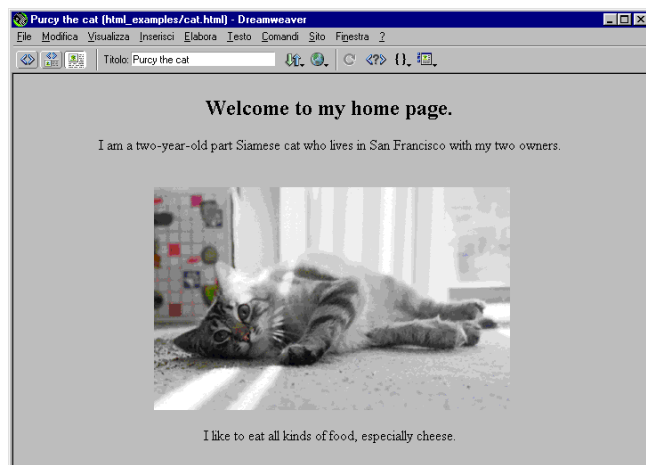 Purcy the cat (html_examples/cat.html) - Dreamweaver
File Modifica Visualizza Inserisci Elabora Testo Comandi Sito Finestra ?
Titolo: Purcy the cat
Welcome to my home page.
I am a two-year-old part Siamese cat who lives in San Francisco with my two owners.
I like to eat all kinds of food, especially cheese.